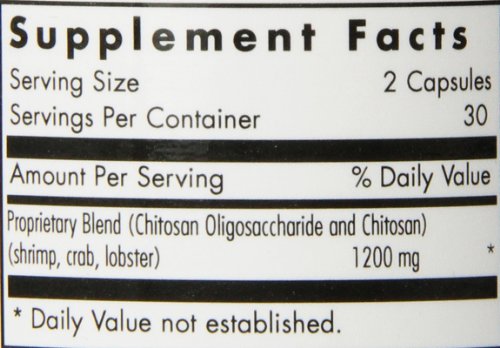 Supplement Facts
Serving Size 2 Capsules
Servings Per Container 30
Amount Per Serving % Daily Value
Proprietary Blend (Chitosan Oligosaccharide and Chitosan)
(shrimp, crab, lobster) 1200 mg *
* Daily Value not established.